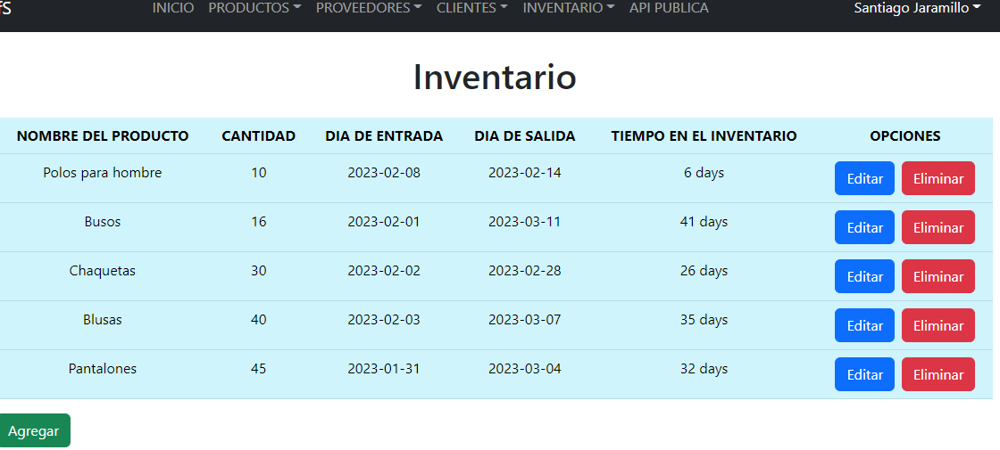 INICIO PRODUCTOS PROVEEDORES CLIENTES INVENTARIO API PUBLICA Santiago Jaramillo
Inventario
NOMBRE DEL PRODUCTO CANTIDAD DIA DE ENTRADA DIA DE SALIDA TIEMPO EN EL INVENTARIO OPCIONES
Polos para hombre 10 2023-02-08 2023-02-14 6 days Editar Eliminar
Busos 16 2023-02-01 2023-03-11 41 days Editar Eliminar
Chaquetas 30 2023-02-02 2023-02-28 26 days Editar Eliminar
Blusas 40 2023-02-03 2023-03-07 35 days Editar Eliminar
Pantalones 45 2023-01-31 2023-03-04 32 days Editar Eliminar
Agregar